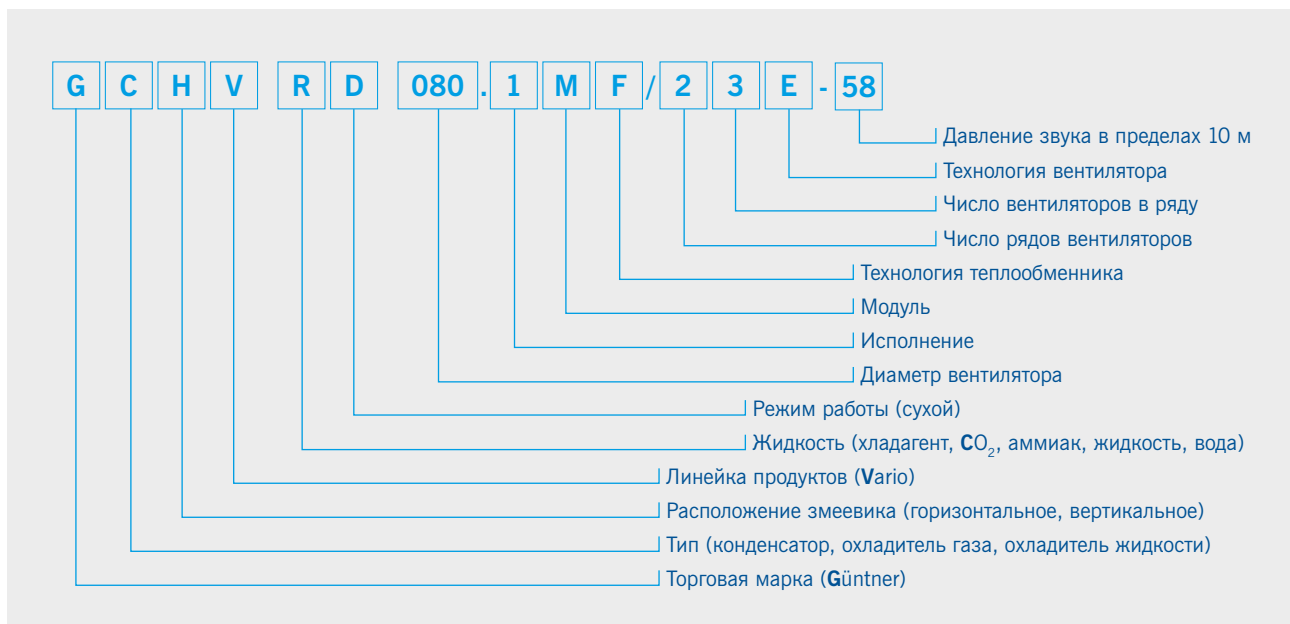 G C H V R D 080 . 1 M F / 2 3 E - 58
Давление звука в пределах 10 м
Технология вентилятора
Число вентиляторов в ряду
Число рядов вентиляторов
Технология теплообменника
Модуль
Исполнение
Диаметр вентилятора
Режим работы (сухой)
Жидкость (хладагент, CO₂, аммиак, жидкость, вода)
Линейка продуктов (Vario)
Расположение змеевика (горизонтальное, вертикальное)
Тип (конденсатор, охладитель газа, охладитель жидкости)
Торговая марка (Güntner)